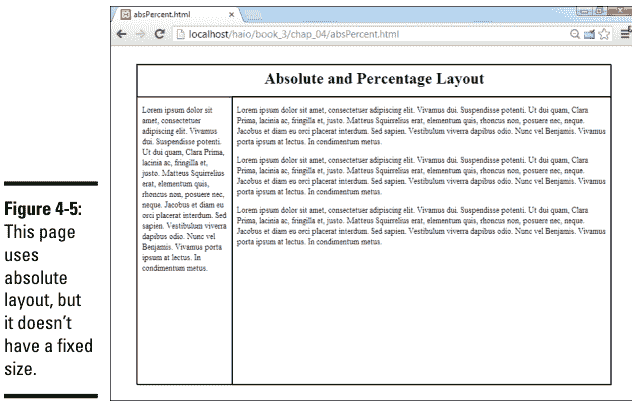 absPercent.html
localhost/haio/book_3/chap_04/absPercent.html
Absolute and Percentage Layout
Lorem ipsum dolor sit
amet, consectetuer
adipiscing elit. Vivamus
dui. Suspendisse potenti.
Ut dui quam, Clara Prima,
lacinia ac, fringilla et,
justo. Matteus Squirrelius
erat, elementum quis,
rhoncus non, posuere nec,
neque. Jacobus et diam eu
orci placerat interdum. Sed
sapien. Vestibulum viverra
dapibus odio. Nunc vel
Benjamis. Vivamus porta
ipsum at lectus. In
condimentum metus.
Lorem ipsum dolor sit amet, consectetuer adipiscing elit. Vivamus dui. Suspendisse potenti. Ut dui quam, Clara
Prima, lacinia ac, fringilla et, justo. Matteus Squirrelius erat, elementum quis, rhoncus non, posuere nec, neque.
Jacobus et diam eu orci placerat interdum. Sed sapien. Vestibulum viverra dapibus odio. Nunc vel Benjamis. Vivamus
porta ipsum at lectus. In condimentum metus.
Lorem ipsum dolor sit amet, consectetuer adipiscing elit. Vivamus dui. Suspendisse potenti. Ut dui quam, Clara
Prima, lacinia ac, fringilla et, justo. Matteus Squirrelius erat, elementum quis, rhoncus non, posuere nec, neque.
Jacobus et diam eu orci placerat interdum. Sed sapien. Vestibulum viverra dapibus odio. Nunc vel Benjamis. Vivamus
porta ipsum at lectus. In condimentum metus.
Lorem ipsum dolor sit amet, consectetuer adipiscing elit. Vivamus dui. Suspendisse potenti. Ut dui quam, Clara
Prima, lacinia ac, fringilla et, justo. Matteus Squirrelius erat, elementum quis, rhoncus non, posuere nec, neque.
Jacobus et diam eu orci placerat interdum. Sed sapien. Vestibulum viverra dapibus odio. Nunc vel Benjamis. Vivamus
porta ipsum at lectus. In condimentum metus.
Figure 4-5:
This page
uses
absolute
layout, but
it doesn't
have a fixed
size.